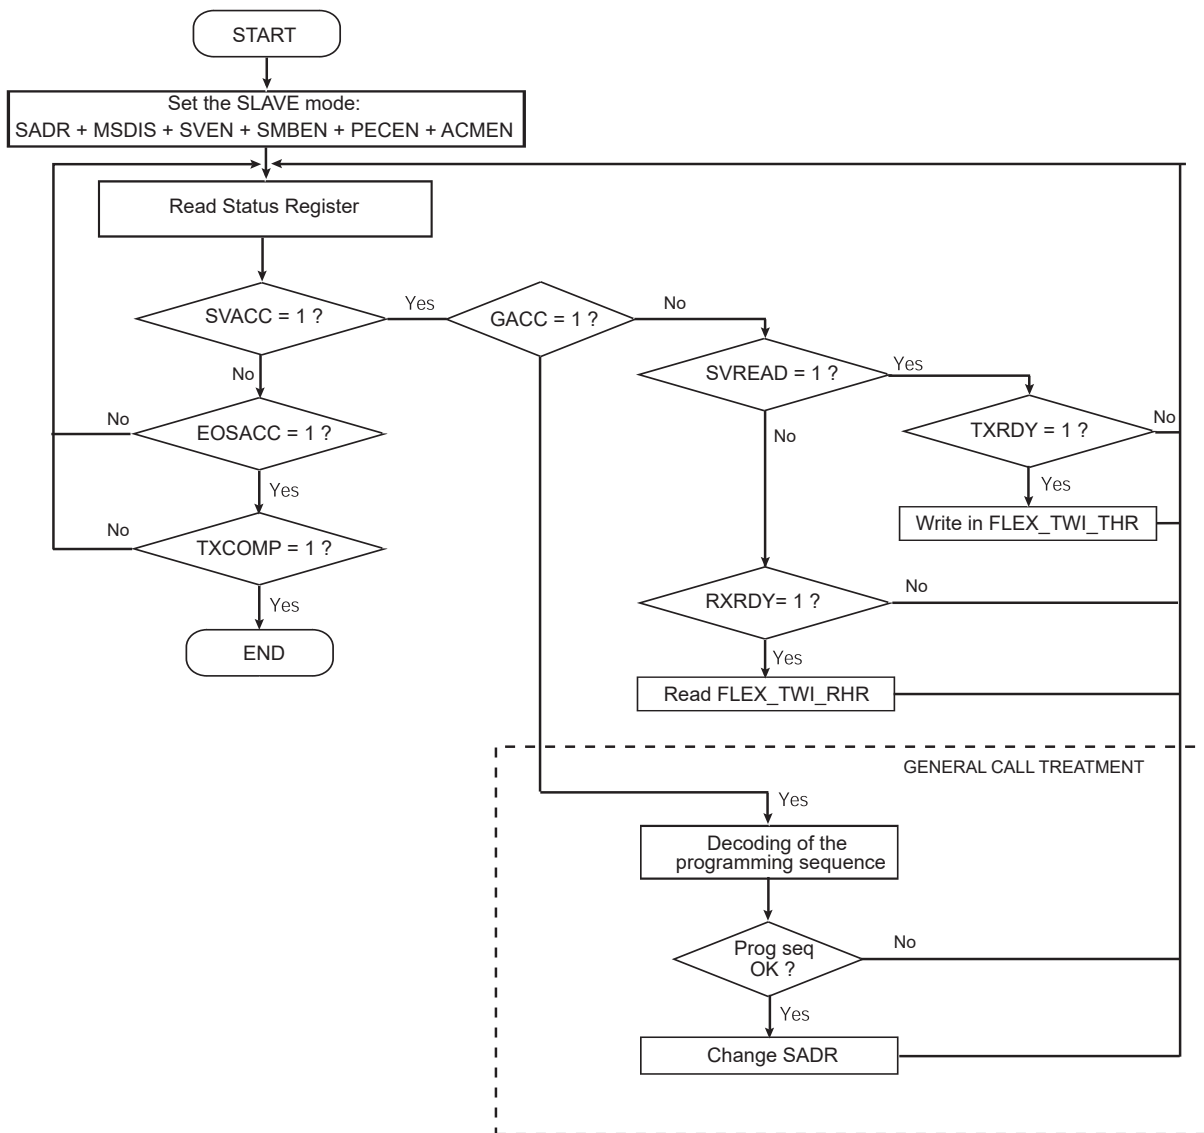 START
Set the SLAVE mode:
SADR + MSDIS + SVEN + SMBEN + PECEN + ACMEN
Read Status Register
SVACC = 1 ?
Yes
GACC = 1 ?
No
SVREAD = 1 ?
Yes
No
No
EOSACC = 1 ?
No
TXRDY = 1 ?
No
Yes
Yes
Write in FLEX_TWI_THR
No
TXCOMP = 1 ?
Yes
RXRDY= 1 ?
No
END
Yes
Read FLEX_TWI_RHR
GENERAL CALL TREATMENT
Yes
Decoding of the
programming sequence
Prog seq
OK ?
No
Yes
Change SADR